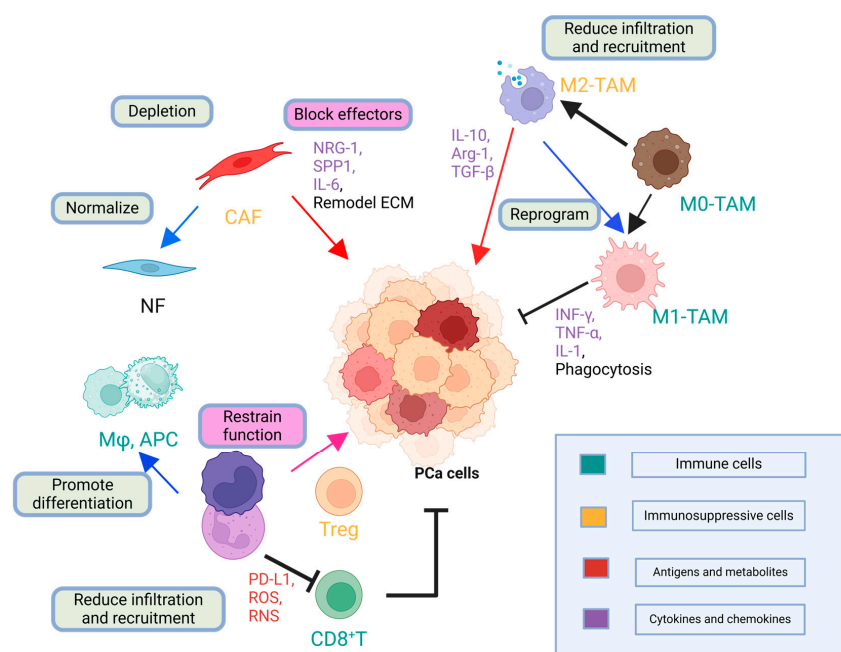 Reduce infiltration
and recruitment
M2-TAM
Depletion
Block effectors
NRG-1,
SPP1,
IL-6,
Remodel ECM
IL-10,
Arg-1,
TGF-β
M0-TAM
Normalize
CAF
Reprogram
NF
M1-TAM
INF-γ,
TNF-α,
IL-1,
Phagocytosis
Mφ, APC
Restrain
function
PCa cells
Promote
differentiation
Treg
PD-L1,
ROS,
RNS
Reduce infiltration
and recruitment
CD8⁺T
Immune cells
Immunosuppressive cells
Antigens and metabolites
Cytokines and chemokines